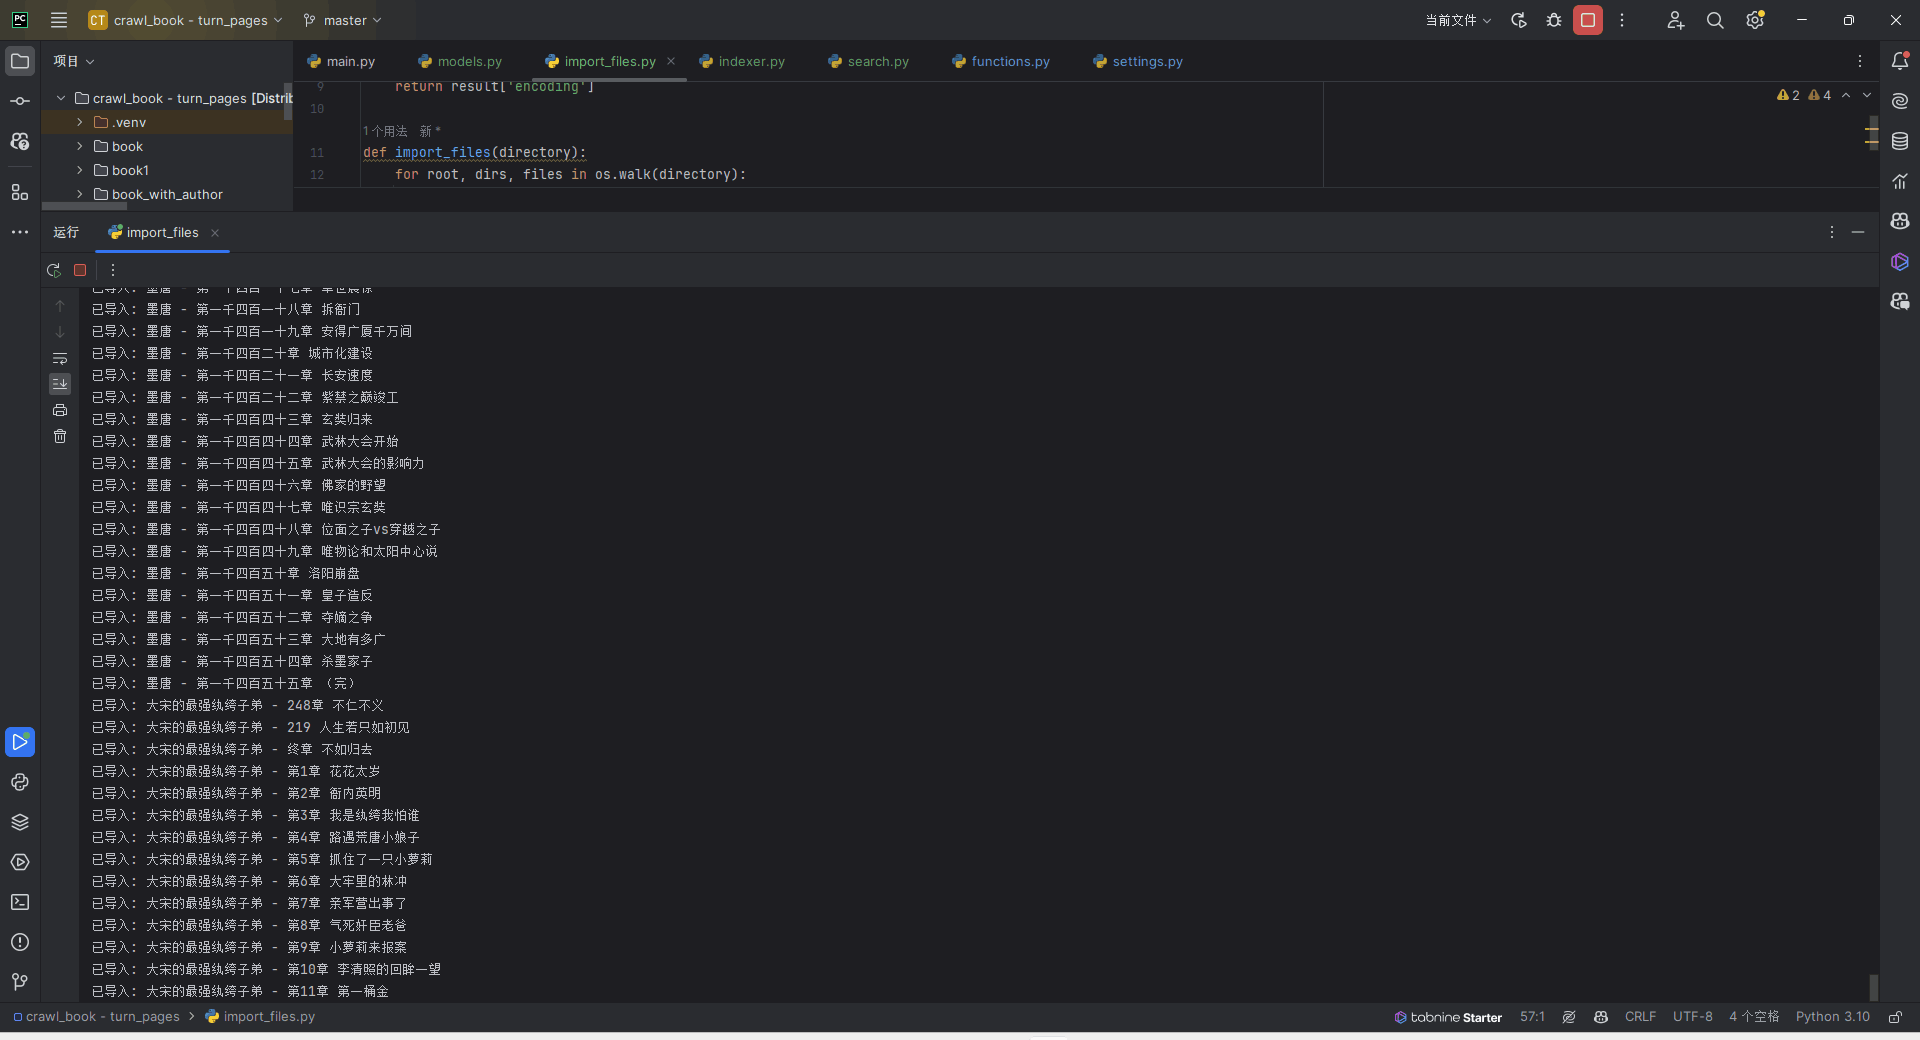 PC
CT crawl_book - turn_pages master 当前文件
项目
main.py models.py import_files.py indexer.py search.py functions.py settings.py
crawl_book - turn_pages [Distrib
.venv
book
book1
book_with_author
9 return result['encoding']
10
1个用法 新 *
11 def import_files(directory):
12 for root, dirs, files in os.walk(directory):
2 4
运行 import_files
已导入: 墨唐 - 第一千四百一十八章 拆衙门
已导入: 墨唐 - 第一千四百一十九章 安得广厦千万间
已导入: 墨唐 - 第一千四百二十章 城市化建设
已导入: 墨唐 - 第一千四百二十一章 长安速度
已导入: 墨唐 - 第一千四百二十二章 紫禁之巅竣工
已导入: 墨唐 - 第一千四百四十三章 玄奘归来
已导入: 墨唐 - 第一千四百四十四章 武林大会开始
已导入: 墨唐 - 第一千四百四十五章 武林大会的影响力
已导入: 墨唐 - 第一千四百四十六章 佛家的野望
已导入: 墨唐 - 第一千四百四十七章 唯识宗玄奘
已导入: 墨唐 - 第一千四百四十八章 位面之子vs穿越之子
已导入: 墨唐 - 第一千四百四十九章 唯物论和太阳中心说
已导入: 墨唐 - 第一千四百五十章 洛阳崩盘
已导入: 墨唐 - 第一千四百五十一章 皇子造反
已导入: 墨唐 - 第一千四百五十二章 夺嫡之争
已导入: 墨唐 - 第一千四百五十三章 大地有多广
已导入: 墨唐 - 第一千四百五十四章 杀墨家子
已导入: 墨唐 - 第一千四百五十五章 （完）
已导入: 大宋的最强纨绔子弟 - 248章 不仁不义
已导入: 大宋的最强纨绔子弟 - 219 人生若只如初见
已导入: 大宋的最强纨绔子弟 - 终章 不如归去
已导入: 大宋的最强纨绔子弟 - 第1章 花花太岁
已导入: 大宋的最强纨绔子弟 - 第2章 衙内英明
已导入: 大宋的最强纨绔子弟 - 第3章 我是纨绔我怕谁
已导入: 大宋的最强纨绔子弟 - 第4章 路遇荒唐小娘子
已导入: 大宋的最强纨绔子弟 - 第5章 抓住了一只小萝莉
已导入: 大宋的最强纨绔子弟 - 第6章 大牢里的林冲
已导入: 大宋的最强纨绔子弟 - 第7章 亲军营出事了
已导入: 大宋的最强纨绔子弟 - 第8章 气死奸臣老爸
已导入: 大宋的最强纨绔子弟 - 第9章 小萝莉来报案
已导入: 大宋的最强纨绔子弟 - 第10章 李清照的回眸一望
已导入: 大宋的最强纨绔子弟 - 第11章 第一桶金
crawl_book - turn_pages import_files.py tabnine Starter 57:1 CRLF UTF-8 4 个空格 Python 3.10